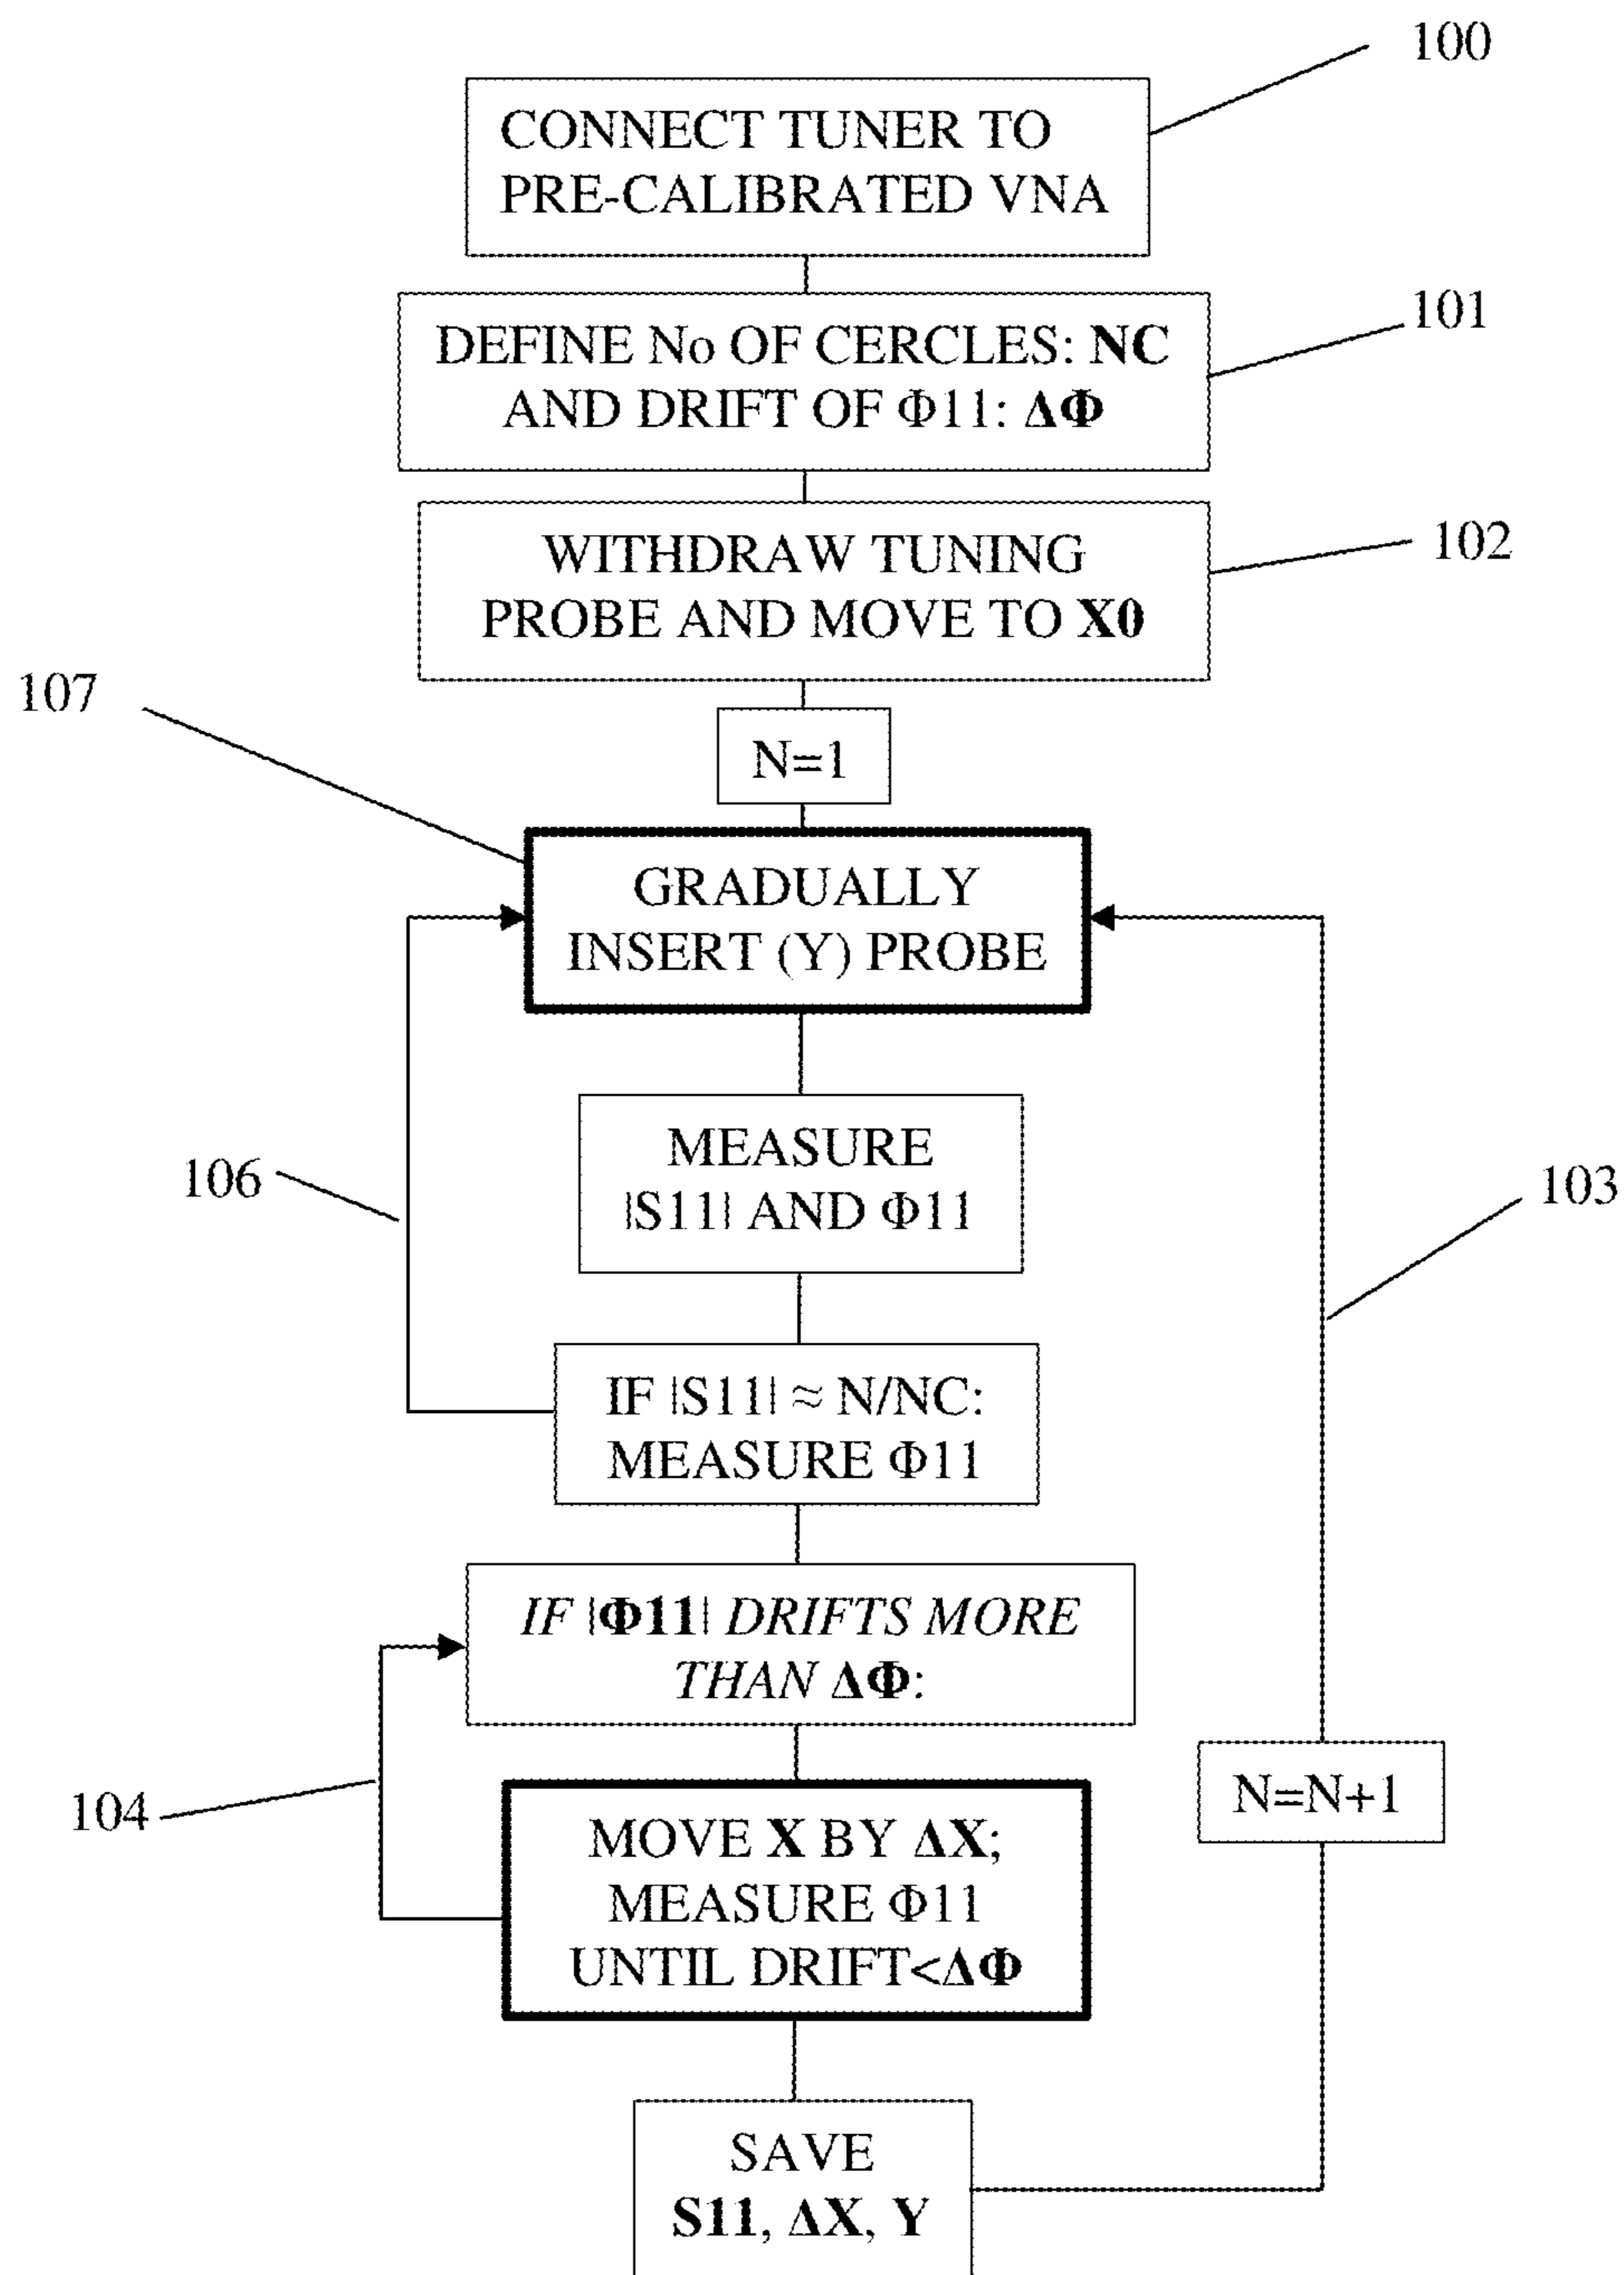 100
CONNECT TUNER TO
PRE-CALIBRATED VNA
101
DEFINE No OF CERCLES: NC
AND DRIFT OF Φ11: ΔΦ
102
WITHDRAW TUNING
PROBE AND MOVE TO X0
107
N=1
GRADUALLY
INSERT (Y) PROBE
106
MEASURE
|S11| AND Φ11
103
IF |S11| ≈ N/NC:
MEASURE Φ11
IF |Φ11| DRIFTS MORE
THAN ΔΦ:
104
MOVE X BY ΔX;
MEASURE Φ11
UNTIL DRIFT<ΔΦ
N=N+1
SAVE
S11, ΔX, Y